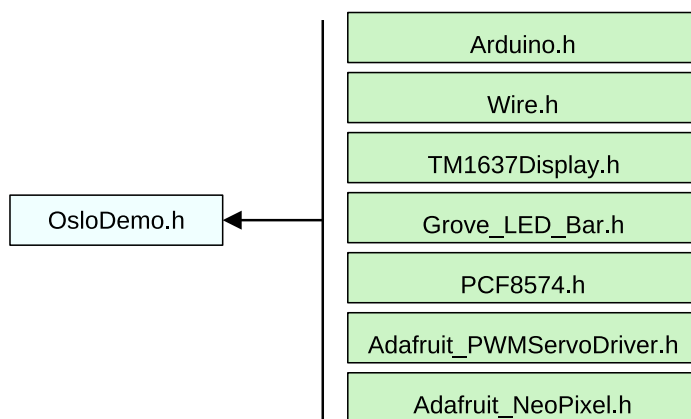 Arduino.h
Wire.h
TM1637Display.h
OsloDemo.h
Grove_LED_Bar.h
PCF8574.h
Adafruit_PWMServoDriver.h
Adafruit_NeoPixel.h